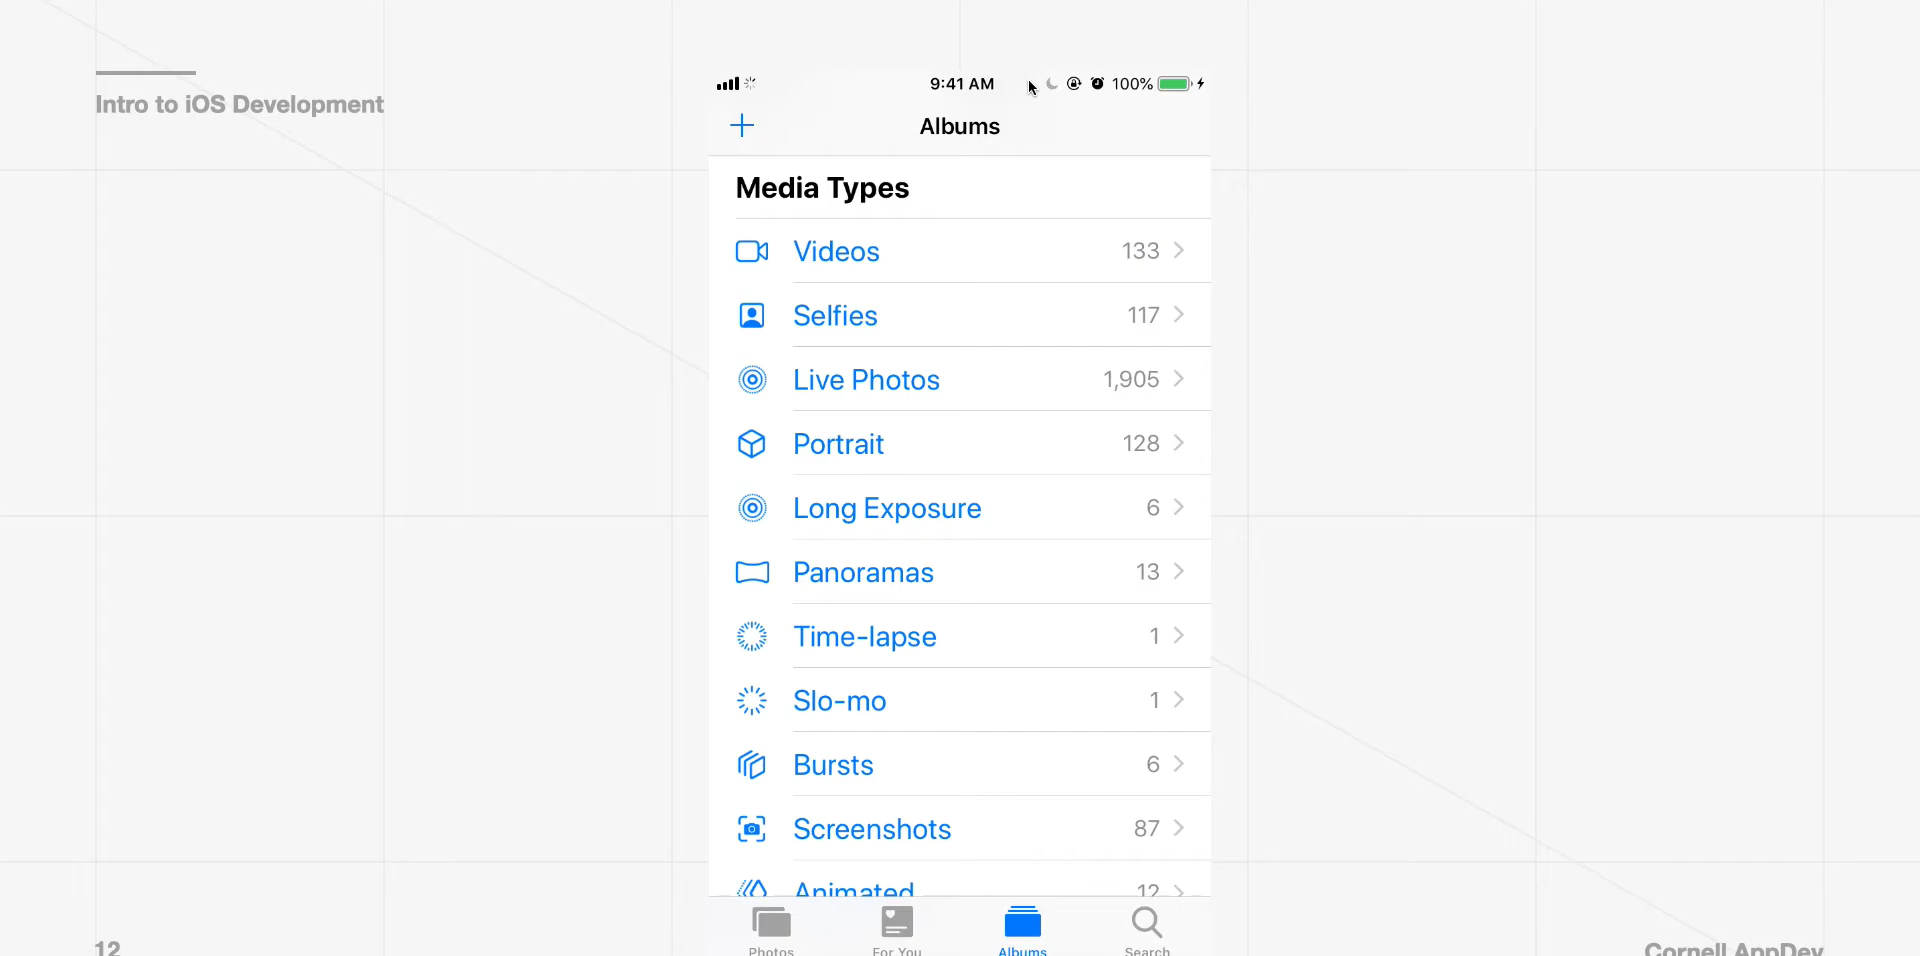 Intro to iOS Development
9:41 AM
100%
Albums
Media Types
Videos 133
Selfies 117
Live Photos 1,905
Portrait 128
Long Exposure 6
Panoramas 13
Time-lapse 1
Slo-mo 1
Bursts 6
Screenshots 87
Animated 12
Photos For You Albums Search
12
Cornell AppDev